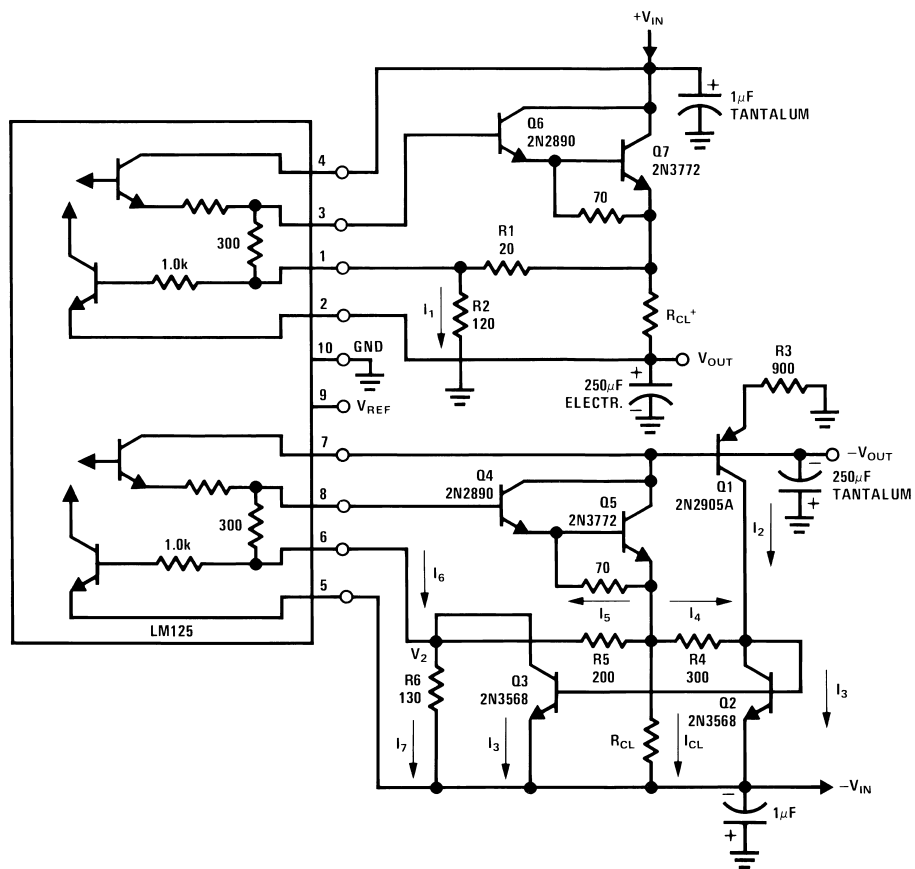 +VIN
+
1μF
TANTALUM
Q6
2N2890
Q7
2N3772
4
3
70
300
R1
20
1.0k
1
I1
R2
120
RCL+
2
10 GND
VOUT
R3
900
+
250μF
ELECTR.
−
9
VREF
7
−VOUT
−
Q4
2N2890
Q5
2N3772
Q1
2N2905A
250μF
TANTALUM
+
8
300
I2
1.0k
6
I6
70
5
I5
I4
LM125
V2
R5
200
R4
300
R6
130
Q3
2N3568
Q2
2N3568
I3
I7
I3
RCL
ICL
−VIN
−
1μF
+